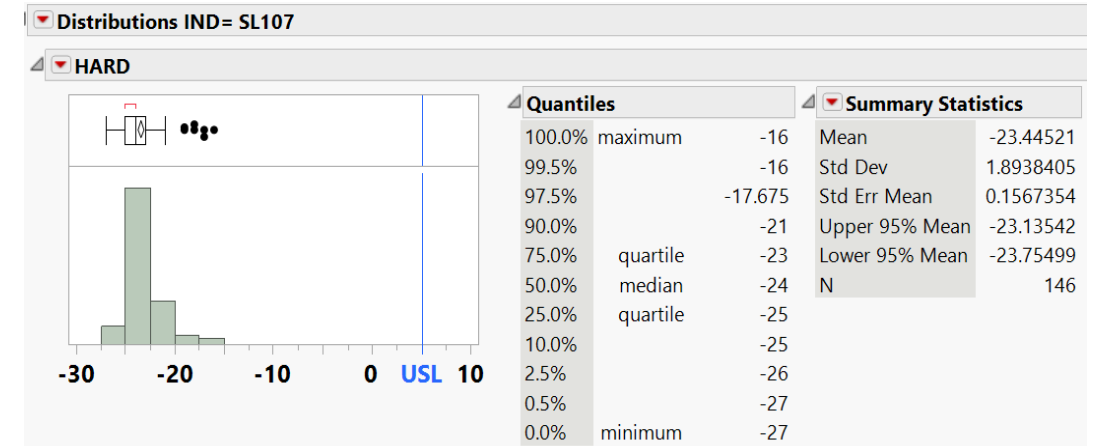 Distributions IND= SL107
HARD
-30 -20 -10 0 USL 10
Quantiles
100.0% maximum -16
99.5% -16
97.5% -17.675
90.0% -21
75.0% quartile -23
50.0% median -24
25.0% quartile -25
10.0% -25
2.5% -26
0.5% -27
0.0% minimum -27
Summary Statistics
Mean -23.44521
Std Dev 1.8938405
Std Err Mean 0.1567354
Upper 95% Mean -23.13542
Lower 95% Mean -23.75499
N 146